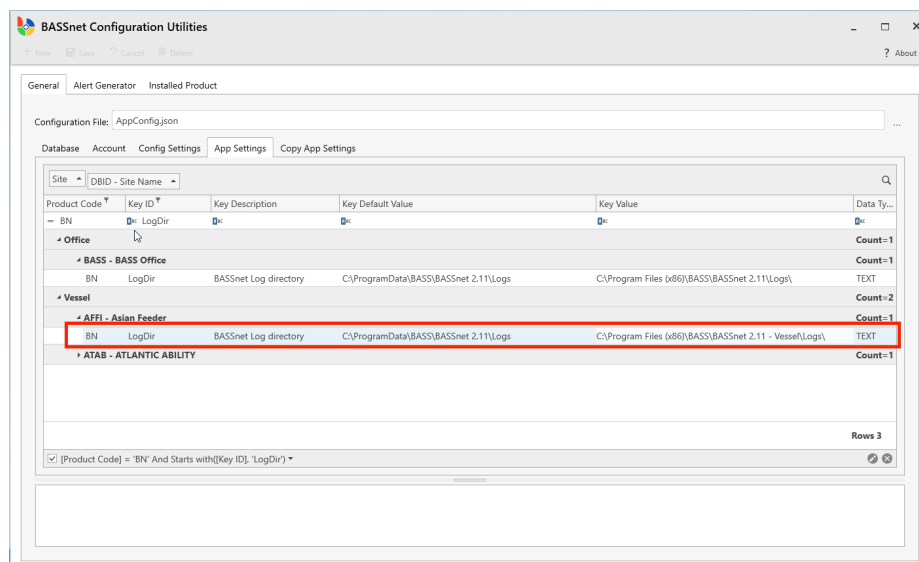 BASSnet Configuration Utilities
New Save Cancel Delete ? About
General Alert Generator Installed Product
Configuration File: AppConfig.json ...
Database Account Config Settings App Settings Copy App Settings
Site DBID - Site Name
Product Code Key ID Key Description Key Default Value Key Value Data Ty...
BN LogDir
Office Count=1
BASS - BASS Office Count=1
BN LogDir BASSnet Log directory C:\ProgramData\BASS\BASSnet 2.11\Logs C:\Program Files (x86)\BASS\BASSnet 2.11\Logs\ TEXT
Vessel Count=2
AFFI - Asian Feeder Count=1
BN LogDir BASSnet Log directory C:\ProgramData\BASS\BASSnet 2.11\Logs C:\Program Files (x86)\BASS\BASSnet 2.11 - Vessel\Logs\ TEXT
ATAB - ATLANTIC ABILITY Count=1
Rows 3
[Product Code] = 'BN' And Starts with([Key ID], 'LogDir')